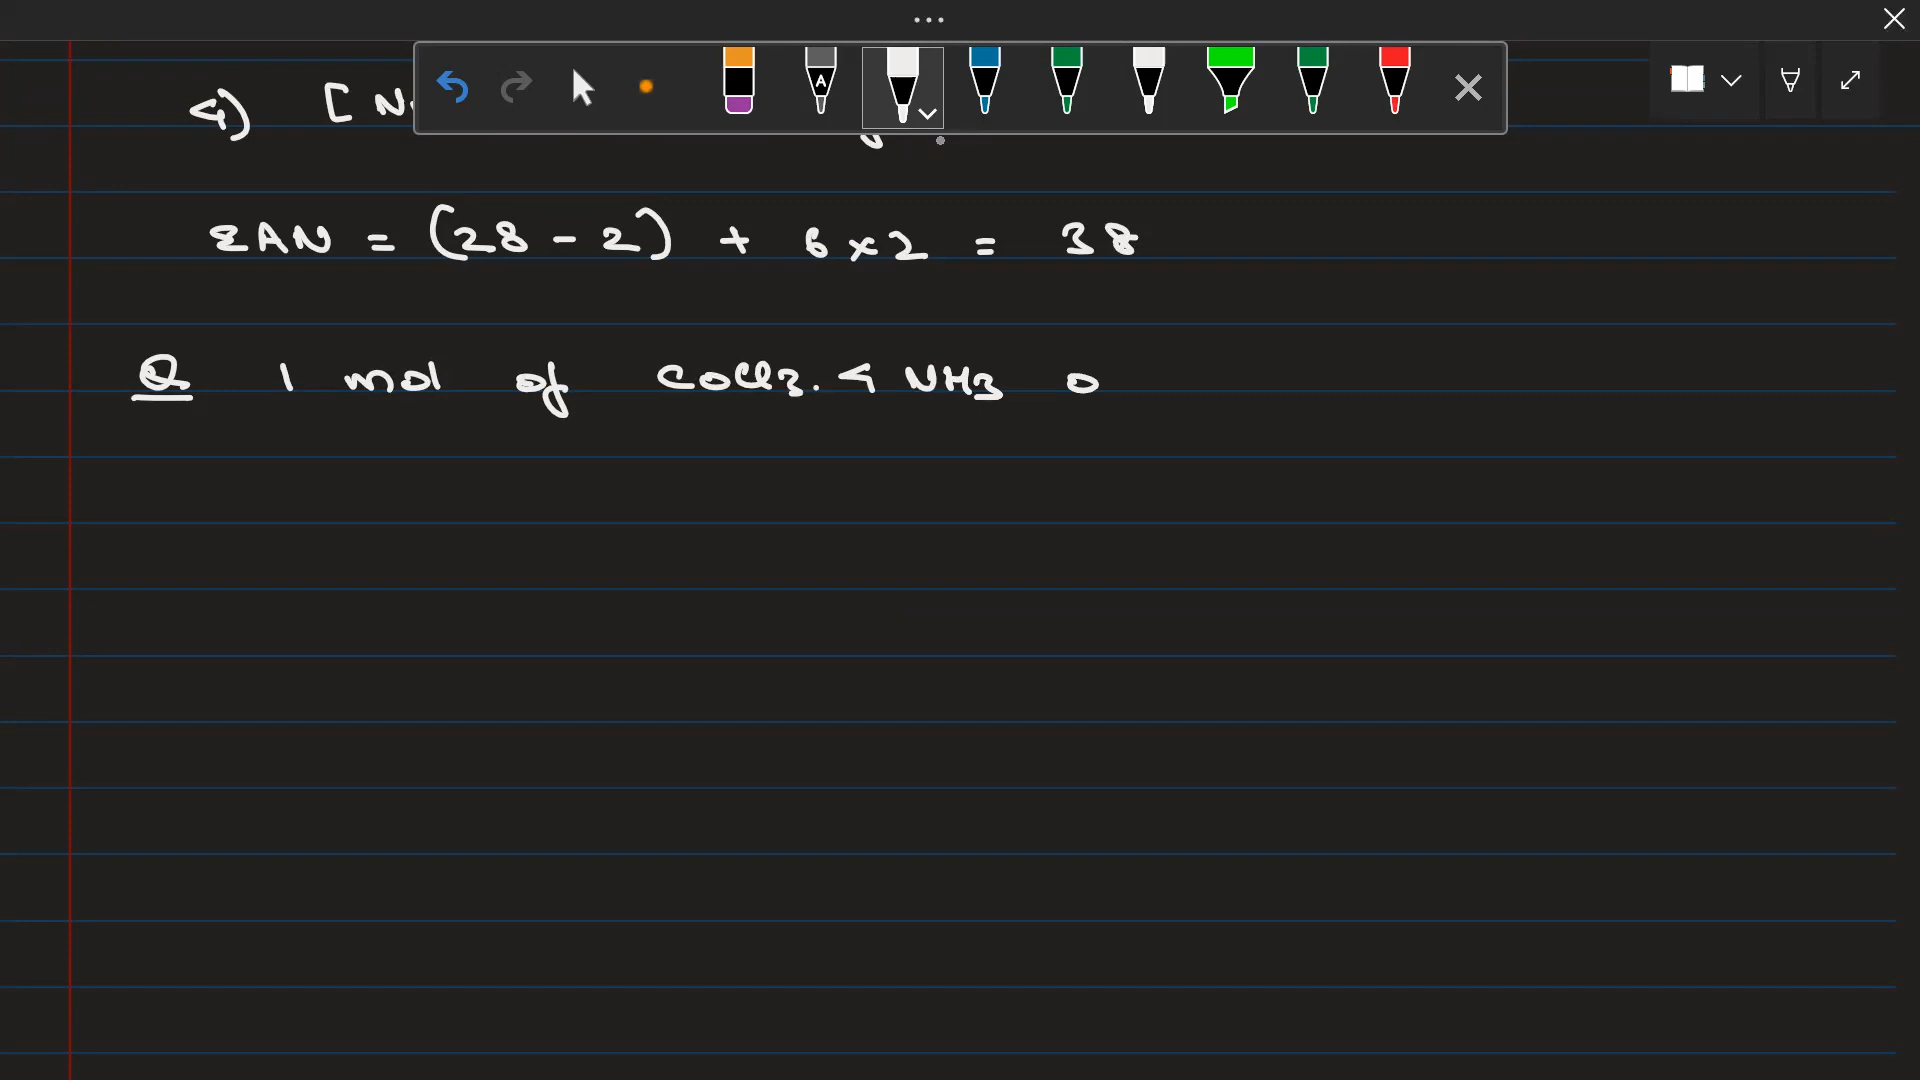 4) [ N
EAN = (28 - 2) + 6 × 2 = 38
Q 1 mol of CoCl3. 4 NH3 o